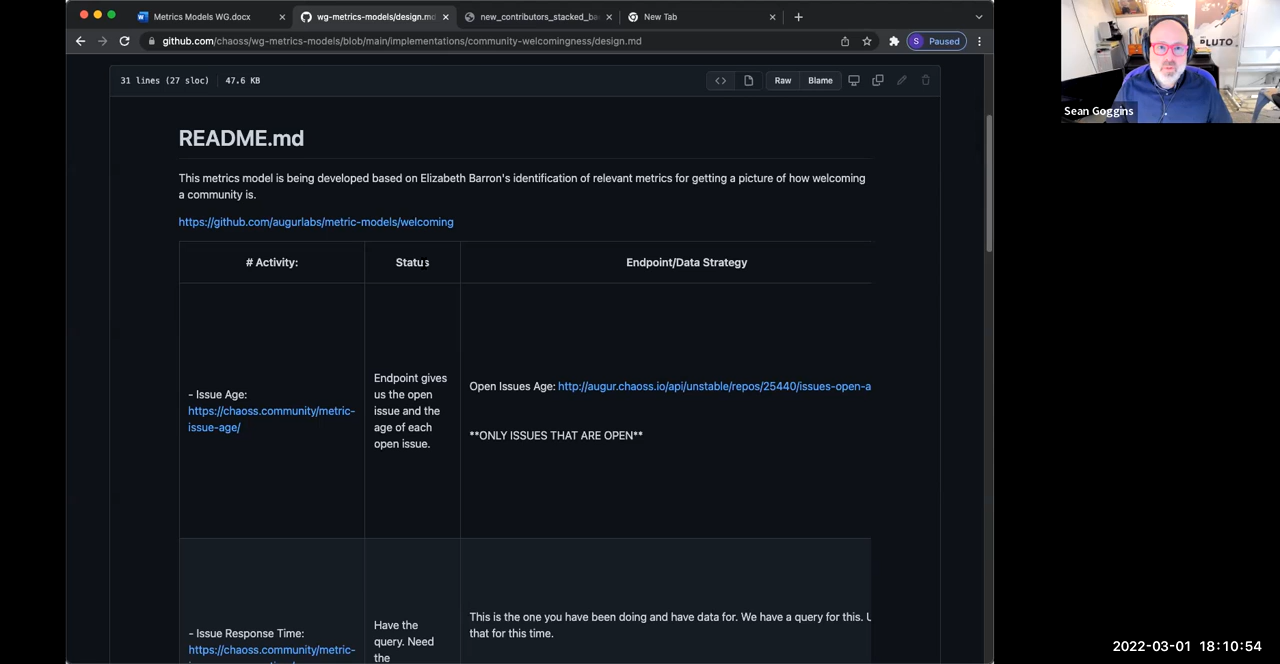 Metrics Models WG.docx
wg-metrics-models/design.md
new_contributors_stacked_ba
New Tab
github.com/chaoss/wg-metrics-models/blob/main/implementations/community-welcomingness/design.md
S Paused
31 lines (27 sloc) 47.6 KB
Raw Blame
README.md
This metrics model is being developed based on Elizabeth Barron's identification of relevant metrics for getting a picture of how welcoming
a community is.
https://github.com/augurlabs/metric-models/welcoming
# Activity: Status Endpoint/Data Strategy
- Issue Age:
https://chaoss.community/metric-
issue-age/
Endpoint gives
us the open
issue and the
age of each
open issue.
Open Issues Age: http://augur.chaoss.io/api/unstable/repos/25440/issues-open-a
**ONLY ISSUES THAT ARE OPEN**
- Issue Response Time:
https://chaoss.community/metric-
Have the
query. Need
the
This is the one you have been doing and have data for. We have a query for this. U
that for this time.
PLUTO
Sean Goggins
2022-03-01 18:10:54